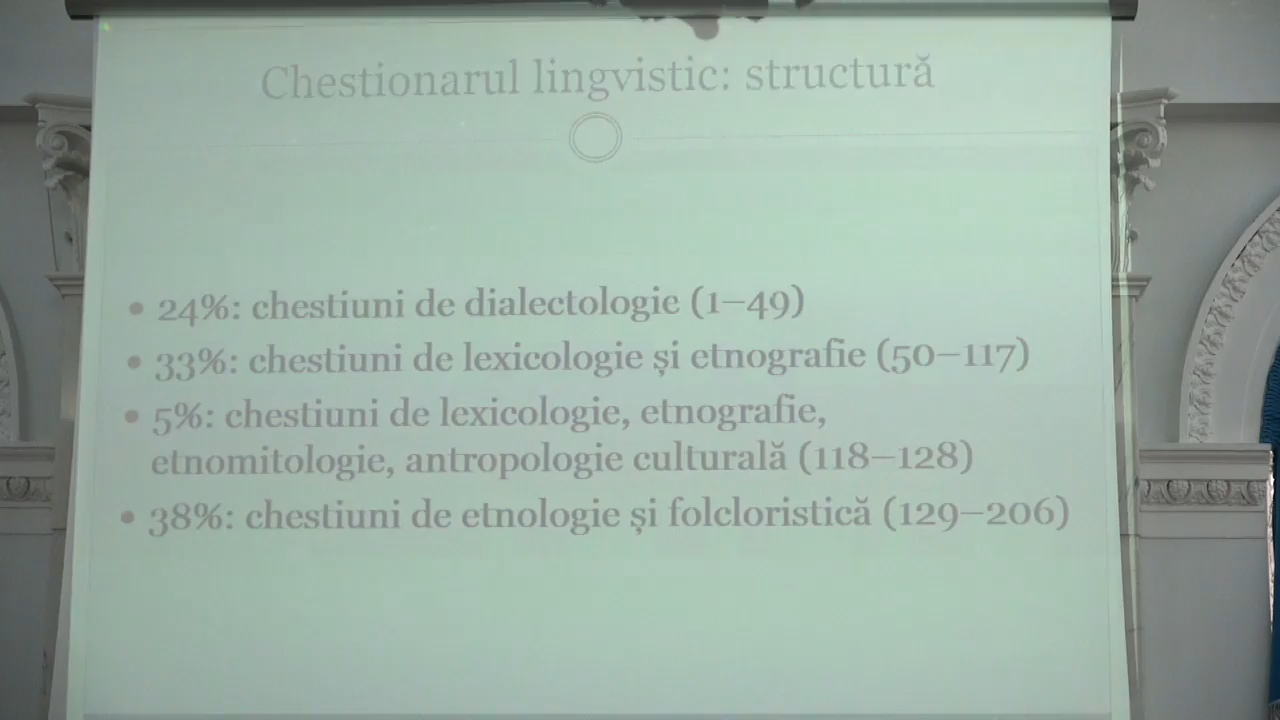 Chestionarul lingvistic: structură
• 24%: chestiuni de dialectologie (1–49)
• 33%: chestiuni de lexicologie și etnografie (50–117)
• 5%: chestiuni de lexicologie, etnografie,
etnomitologie, antropologie culturală (118–128)
• 38%: chestiuni de etnologie și folcloristică (129–206)